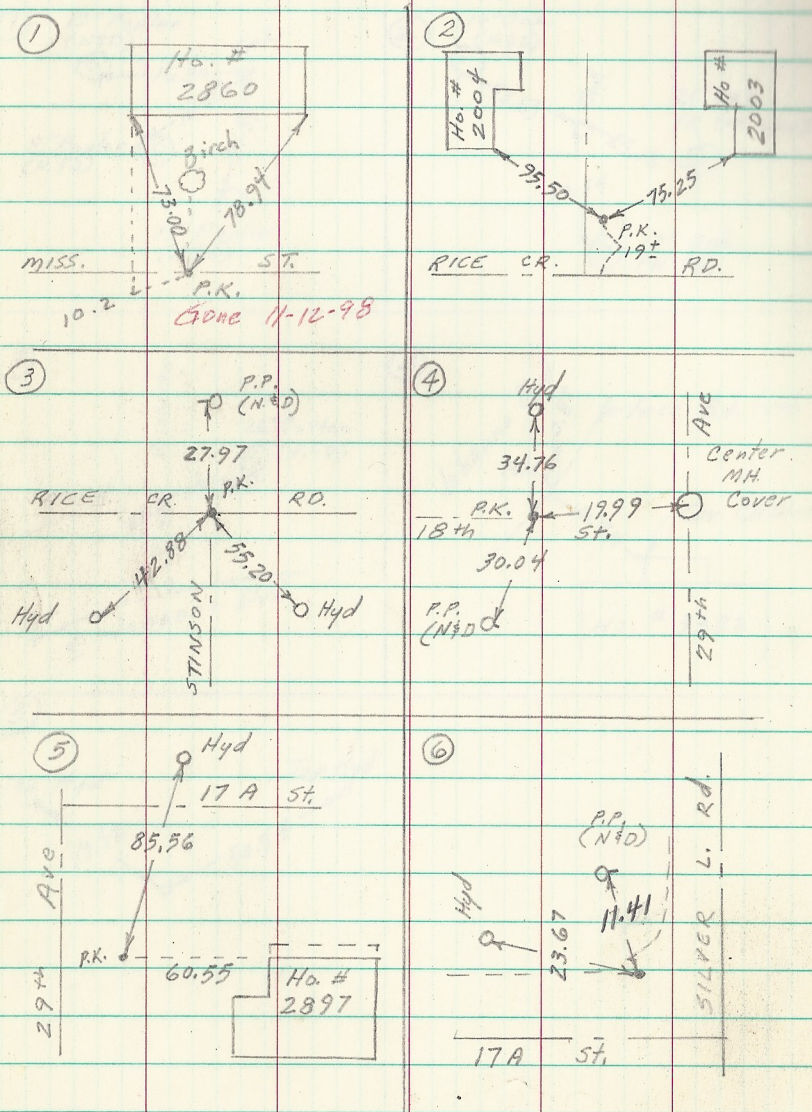 1
Ho. #
2860
Birch
73.00
78.94
MISS. ST.
10.2
P.K.
Gone 11-12-98
2
Ho. #
2004
Ho #
2003
95.50
75.25
P.K.
19±
RICE CR. RD.
3
P.P.
(N&D)
27.97
P.K.
RICE CR. RD.
42.88
55.20
Hyd
Hyd
STINSON
4
Hyd
34.76
Ave
Center
MH.
Cover
P.K.
19.99
18th St.
30.04
P.P.
(N&D
29th
5
Hyd
17 A St.
85.56
Ave
P.K.
60.55
Ho. #
2897
29th
6
P.P.
(N&D)
Hyd
11.41
23.67
SILVER L. Rd.
17 A St.